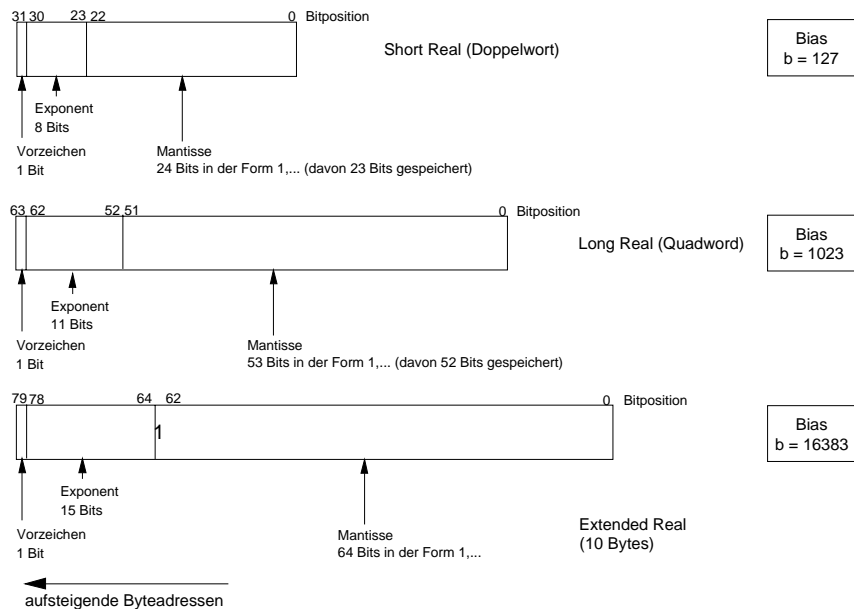 31 30 23 22 0 Bitposition
Short Real (Doppelwort)
Bias
b = 127
Exponent
8 Bits
Vorzeichen
1 Bit
Mantisse
24 Bits in der Form 1,... (davon 23 Bits gespeichert)
63 62 52 51 0 Bitposition
Long Real (Quadword)
Bias
b = 1023
Exponent
11 Bits
Vorzeichen
1 Bit
Mantisse
53 Bits in der Form 1,... (davon 52 Bits gespeichert)
79 78 64 62 0 Bitposition
1
Bias
b = 16383
Exponent
15 Bits
Vorzeichen
1 Bit
Mantisse
64 Bits in der Form 1,...
Extended Real
(10 Bytes)
aufsteigende Byteadressen